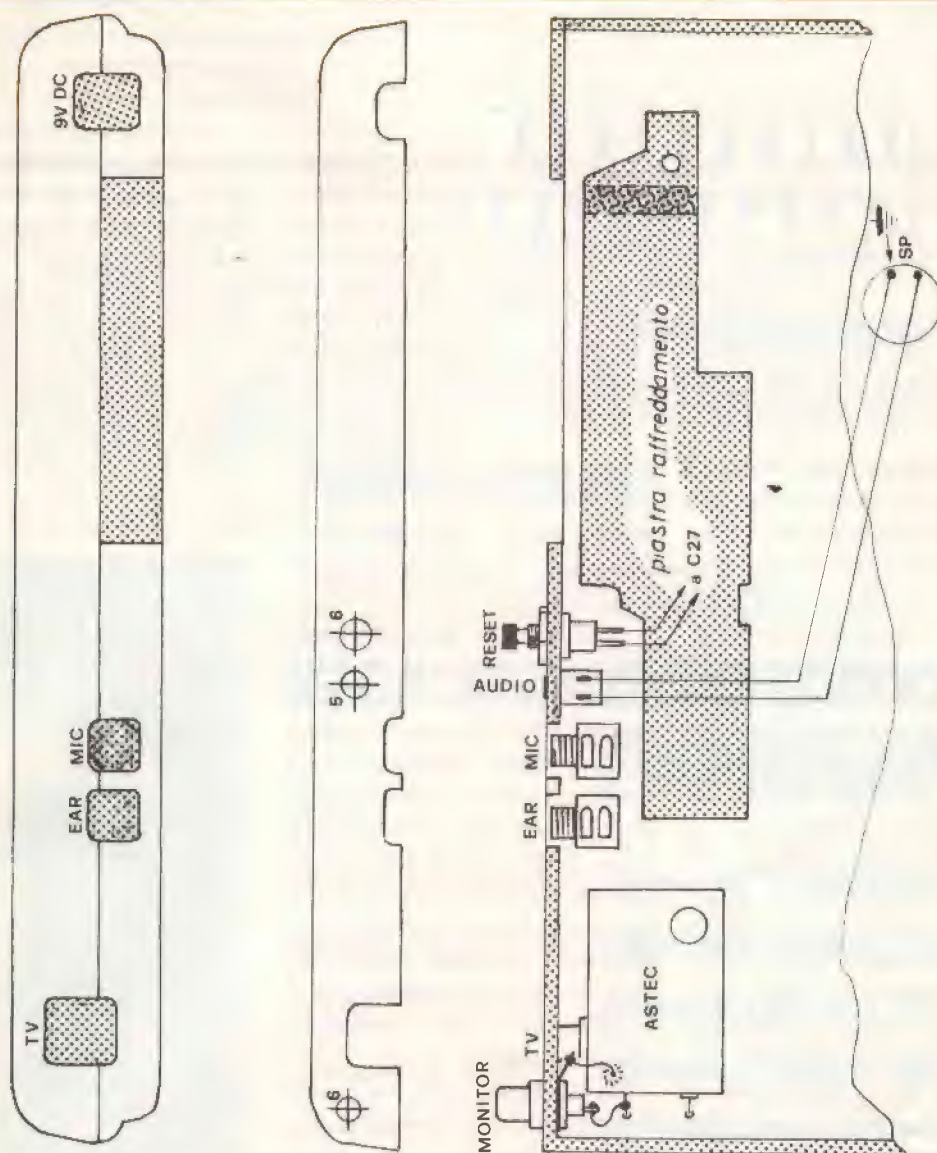 9V DC
MIC
EAR
TV
6
5
6
piastra raffreddamento
a C27
SP
RESET
AUDIO
MIC
EAR
TV
ASTEC
MONITOR